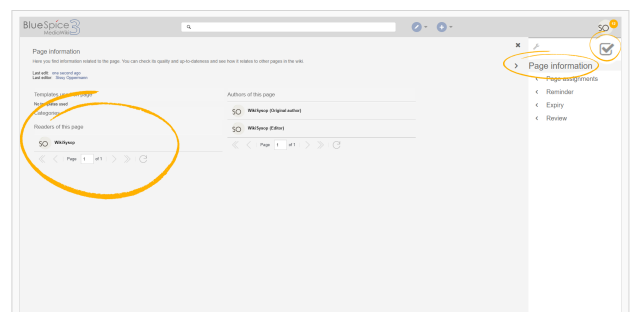 BlueSpice 3
MediaWiki
SO
Page information
Here you find information related to the page. You can check its quality and up-to-dateness and see how it relates to other pages in the wiki.
Last edit one second ago
Last editor
Templates used on page
No templates used
Categories
Readers of this page
SO WikiSysop
Page 1 of 1
Authors of this page
SO WikiSysop (Original author)
SO WikiSysop (Editor)
Page 1 of 1
Page information
Page assignments
Reminder
Expiry
Review